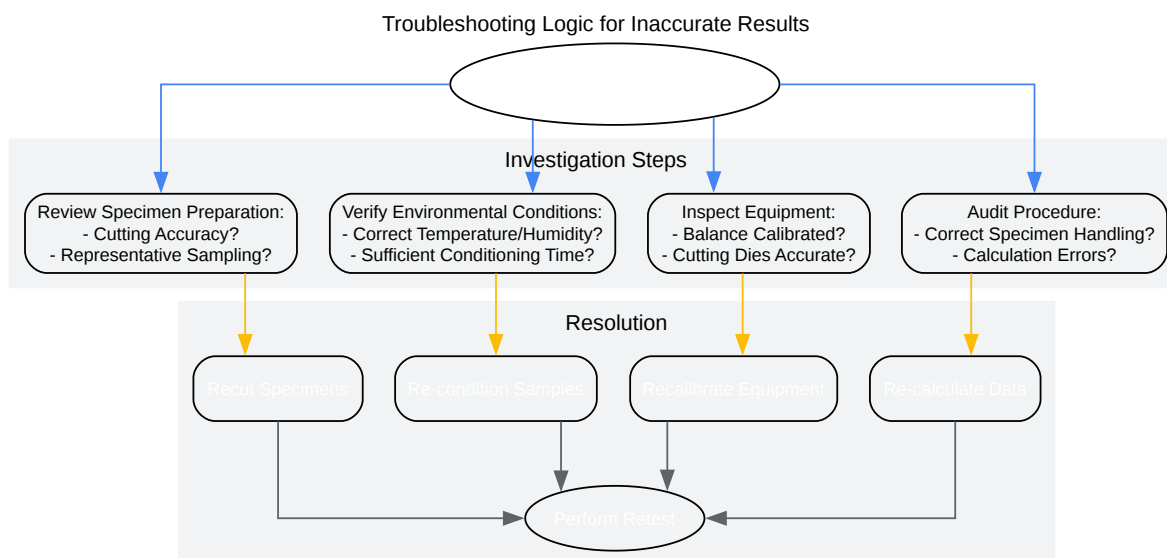 Troubleshooting Logic for Inaccurate Results
Investigation Steps
Review Specimen Preparation:
- Cutting Accuracy?
- Representative Sampling?
Verify Environmental Conditions:
- Correct Temperature/Humidity?
- Sufficient Conditioning Time?
Inspect Equipment:
- Balance Calibrated?
- Cutting Dies Accurate?
Audit Procedure:
- Correct Specimen Handling?
- Calculation Errors?
Resolution
Recut Specimens
Re-condition Samples
Recalibrate Equipment
Re-calculate Data
Perform Retest